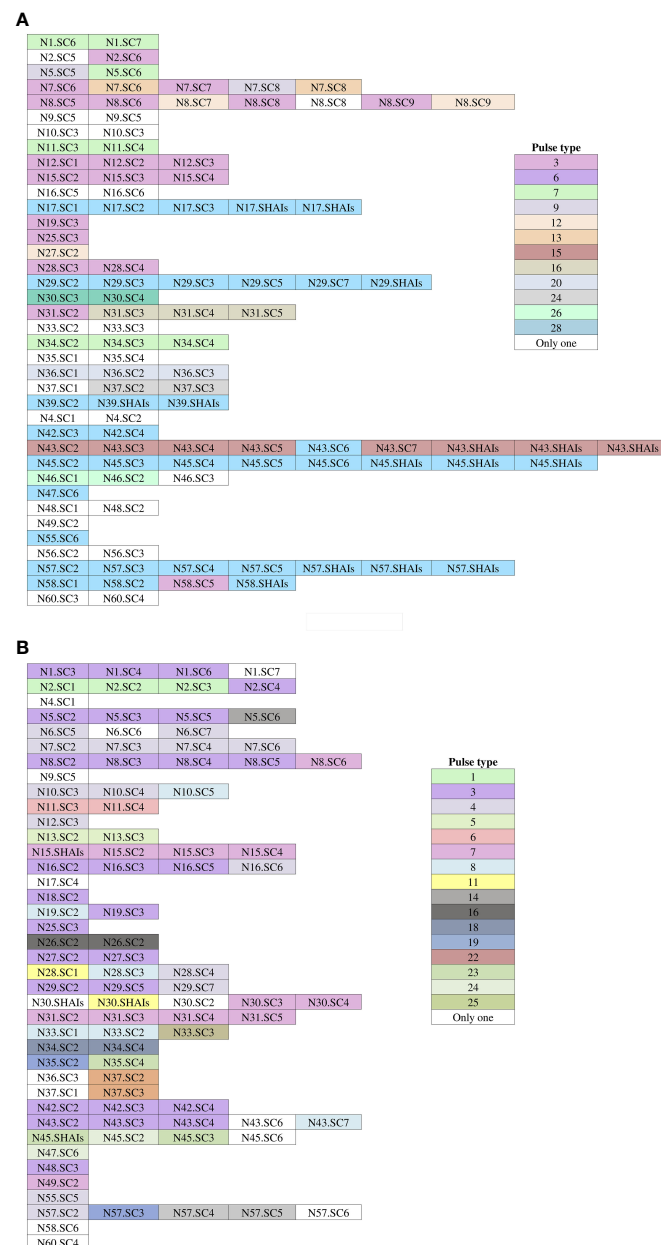 A
N1.SC6 N1.SC7
N2.SC5 N2.SC6
N5.SC5 N5.SC6
N7.SC6 N7.SC6 N7.SC7 N7.SC8 N7.SC8
N8.SC5 N8.SC6 N8.SC7 N8.SC8 N8.SC8 N8.SC9 N8.SC9
N9.SC5 N9.SC5
N10.SC3 N10.SC3
N11.SC3 N11.SC4
N12.SC1 N12.SC2 N12.SC3
N15.SC2 N15.SC3 N15.SC4
N16.SC5 N16.SC6
N17.SC1 N17.SC2 N17.SC3 N17.SHAIs N17.SHAIs
N19.SC3
N25.SC3
N27.SC2
N28.SC3 N28.SC4
N29.SC2 N29.SC3 N29.SC3 N29.SC5 N29.SC7 N29.SHAIs
N30.SC3 N30.SC4
N31.SC2 N31.SC3 N31.SC4 N31.SC5
N33.SC2 N33.SC3
N34.SC2 N34.SC3 N34.SC4
N35.SC1 N35.SC4
N36.SC1 N36.SC2 N36.SC3
N37.SC1 N37.SC2 N37.SC3
N39.SC2 N39.SHAIs N39.SHAIs
N4.SC1 N4.SC2
N42.SC3 N42.SC4
N43.SC2 N43.SC3 N43.SC4 N43.SC5 N43.SC6 N43.SC7 N43.SHAIs N43.SHAIs N43.SHAIs
N45.SC2 N45.SC3 N45.SC4 N45.SC5 N45.SC6 N45.SHAIs N45.SHAIs N45.SHAIs
N46.SC1 N46.SC2 N46.SC3
N47.SC6
N48.SC1 N48.SC2
N49.SC2
N55.SC6
N56.SC2 N56.SC3
N57.SC2 N57.SC3 N57.SC4 N57.SC5 N57.SHAIs N57.SHAIs N57.SHAIs
N58.SC1 N58.SC2 N58.SC5 N58.SHAIs
N60.SC3 N60.SC4
Pulse type
3
6
7
9
12
13
15
16
20
24
26
28
Only one
B
N1.SC3 N1.SC4 N1.SC6 N1.SC7
N2.SC1 N2.SC2 N2.SC3 N2.SC4
N4.SC1
N5.SC2 N5.SC3 N5.SC5 N5.SC6
N6.SC5 N6.SC6 N6.SC7
N7.SC2 N7.SC3 N7.SC4 N7.SC6
N8.SC2 N8.SC3 N8.SC4 N8.SC5 N8.SC6
N9.SC5
N10.SC3 N10.SC4 N10.SC5
N11.SC3 N11.SC4
N12.SC3
N13.SC2 N13.SC3
N15.SHAIs N15.SC2 N15.SC3 N15.SC4
N16.SC2 N16.SC3 N16.SC5 N16.SC6
N17.SC4
N18.SC2
N19.SC2 N19.SC3
N25.SC3
N26.SC2 N26.SC2
N27.SC2 N27.SC3
N28.SC1 N28.SC3 N28.SC4
N29.SC2 N29.SC5 N29.SC7
N30.SHAIs N30.SHAIs N30.SC2 N30.SC3 N30.SC4
N31.SC2 N31.SC3 N31.SC4 N31.SC5
N33.SC1 N33.SC2 N33.SC3
N34.SC2 N34.SC4
N35.SC2 N35.SC4
N36.SC3 N37.SC2
N37.SC1 N37.SC3
N42.SC2 N42.SC3 N42.SC4
N43.SC2 N43.SC3 N43.SC4 N43.SC6 N43.SC7
N45.SHAIs N45.SC2 N45.SC3 N45.SC6
N47.SC6
N48.SC3
N49.SC2
N55.SC5
N57.SC2 N57.SC3 N57.SC4 N57.SC5 N57.SC6
N58.SC6
N60.SC4
Pulse type
1
3
4
5
6
7
8
11
14
16
18
19
22
23
24
25
Only one